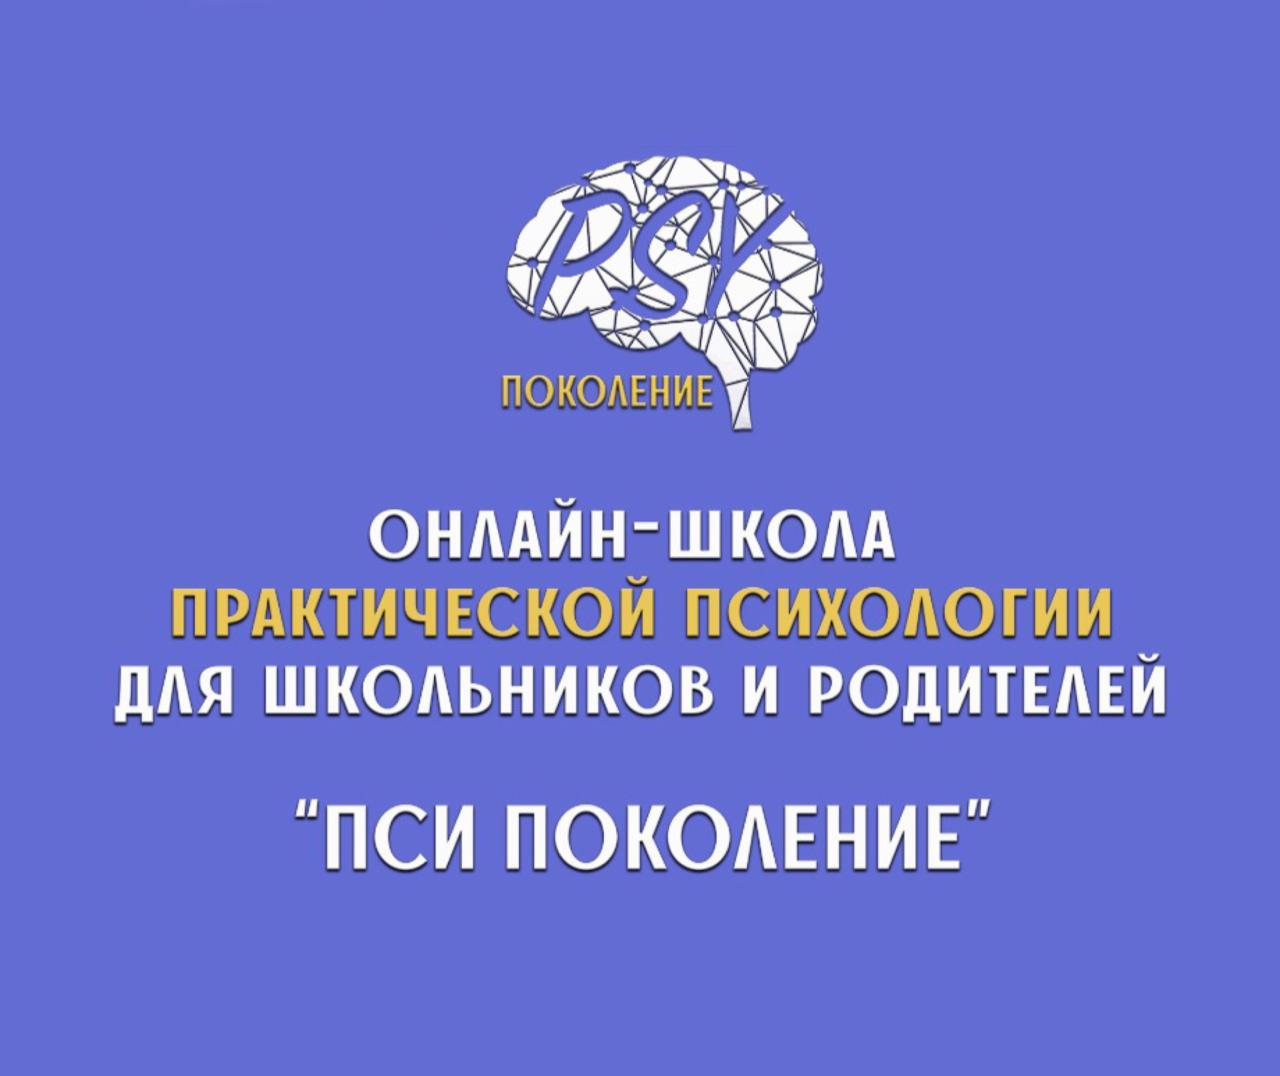 PSY
ПОКОЛЕНИЕ
ОНЛАЙН-ШКОЛА
ПРАКТИЧЕСКОЙ ПСИХОЛОГИИ
ДЛЯ ШКОЛЬНИКОВ И РОДИТЕЛЕЙ
“ПСИ ПОКОЛЕНИЕ”